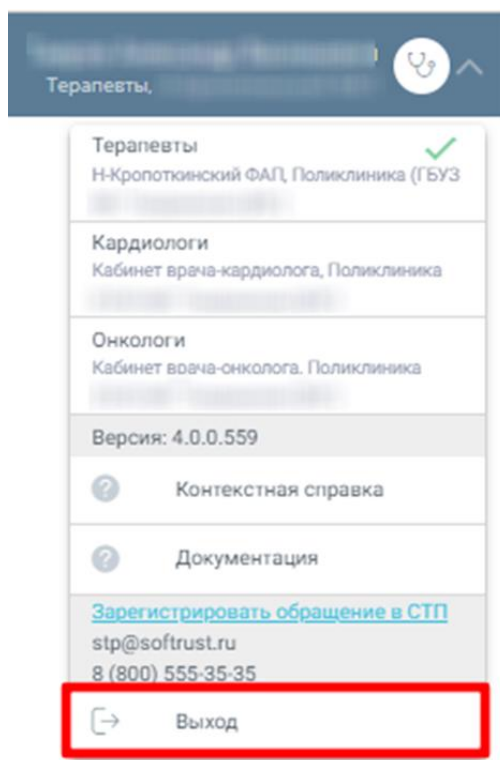 Терапевты,
Терапевты
Н-Кропоткинский ФАП, Поликлиника (ГБУЗ
Кардиологи
Кабинет врача-кардиолога, Поликлиника
Онкологи
Кабинет врача-онколога. Поликлиника
Версия: 4.0.0.559
Контекстная справка
Документация
Зарегистрировать обращение в СТП
stp@softrust.ru
8 (800) 555-35-35
Выход